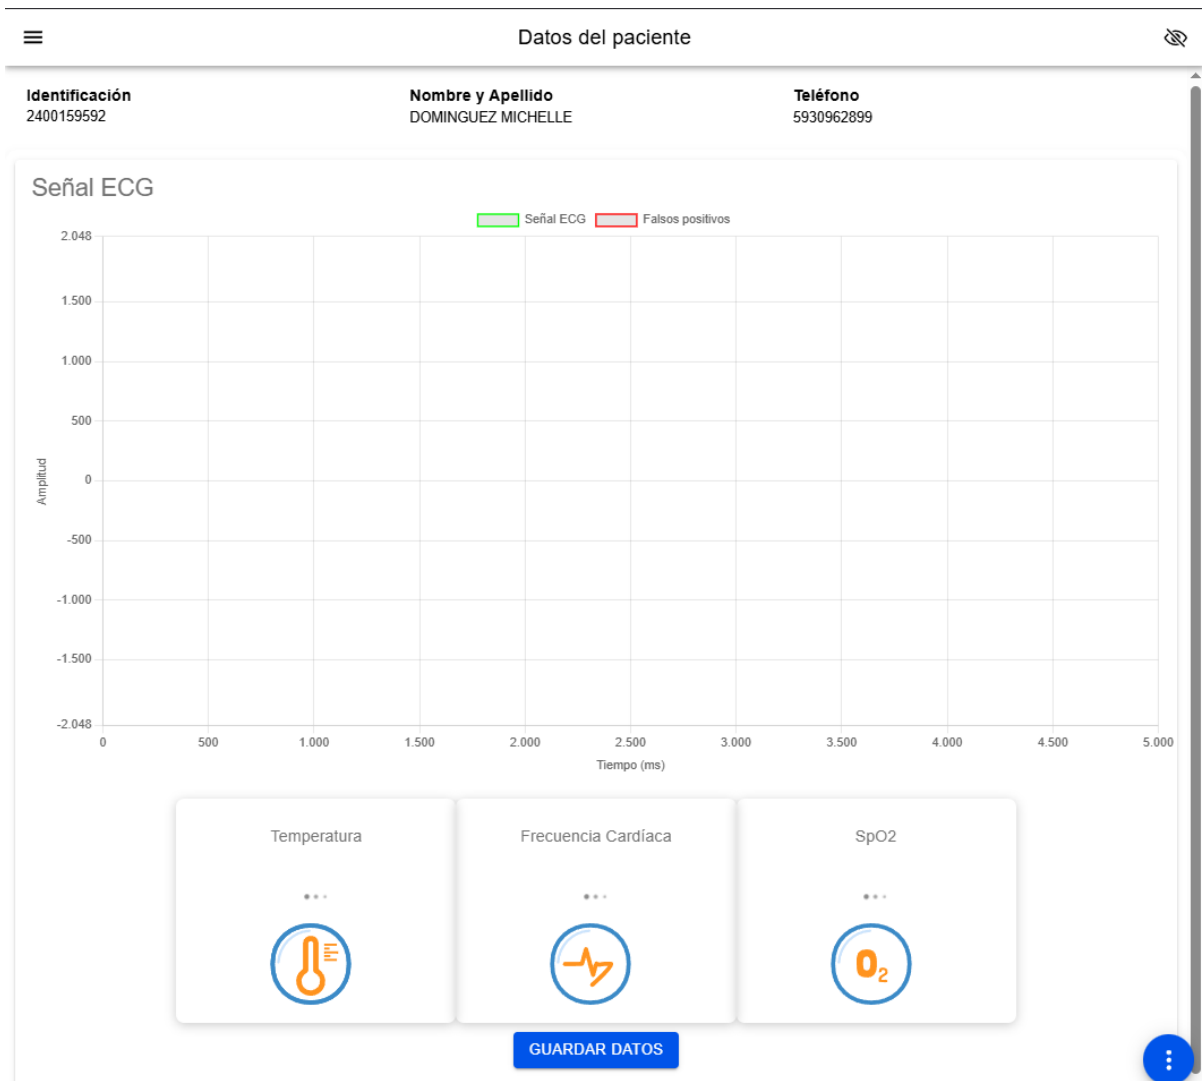 Datos del paciente
Identificación Nombre y Apellido Teléfono
2400159592 DOMINGUEZ MICHELLE 5930962899
Señal ECG
Señal ECG Falsos positivos
2.048
1.500
1.000
500
0
-500
-1.000
-1.500
-2.048
Amplitud
0 500 1.000 1.500 2.000 2.500 3.000 3.500 4.000 4.500 5.000
Tiempo (ms)
Temperatura Frecuencia Cardíaca SpO2
O2
GUARDAR DATOS